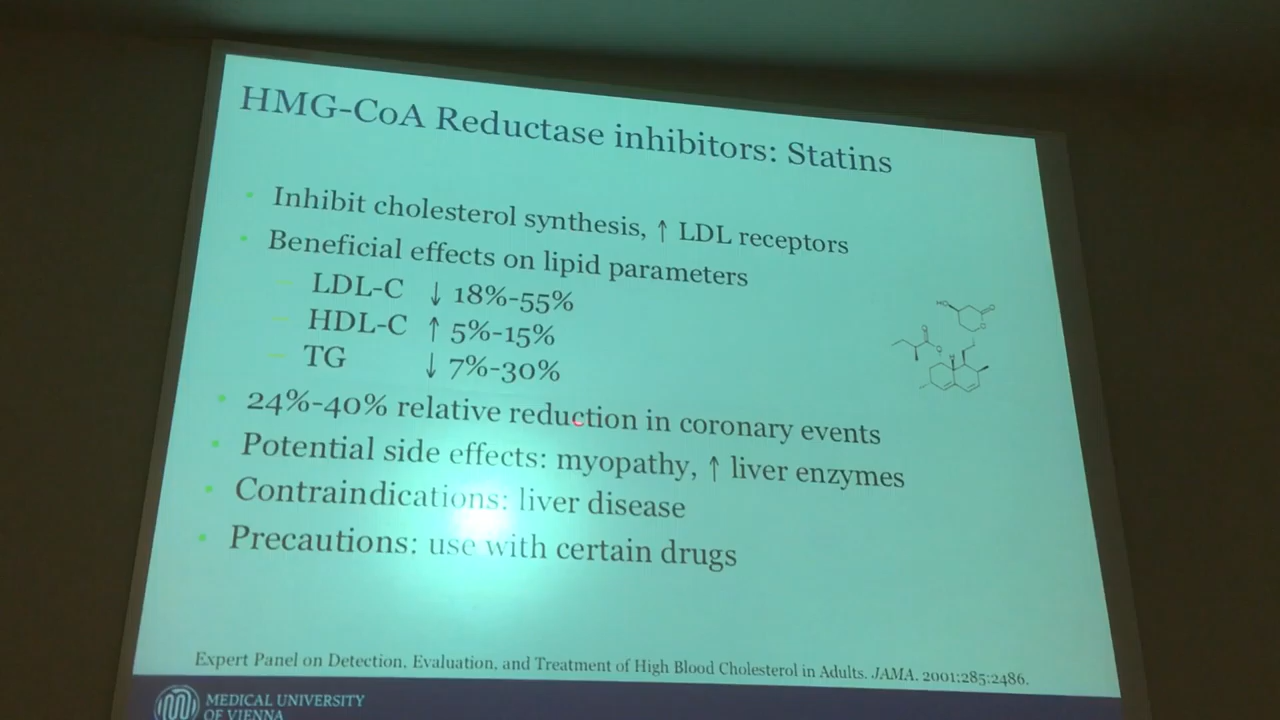 HMG-CoA Reductase inhibitors: Statins
• Inhibit cholesterol synthesis, ↑ LDL receptors
• Beneficial effects on lipid parameters
– LDL-C ↓ 18%-55%
– HDL-C ↑ 5%-15%
– TG ↓ 7%-30%
• 24%-40% relative reduction in coronary events
• Potential side effects: myopathy, ↑ liver enzymes
• Contraindications: liver disease
• Precautions: use with certain drugs
HO
O
O
O
O
H
Expert Panel on Detection, Evaluation, and Treatment of High Blood Cholesterol in Adults. JAMA. 2001;285:2486.
MEDICAL UNIVERSITY
OF VIENNA